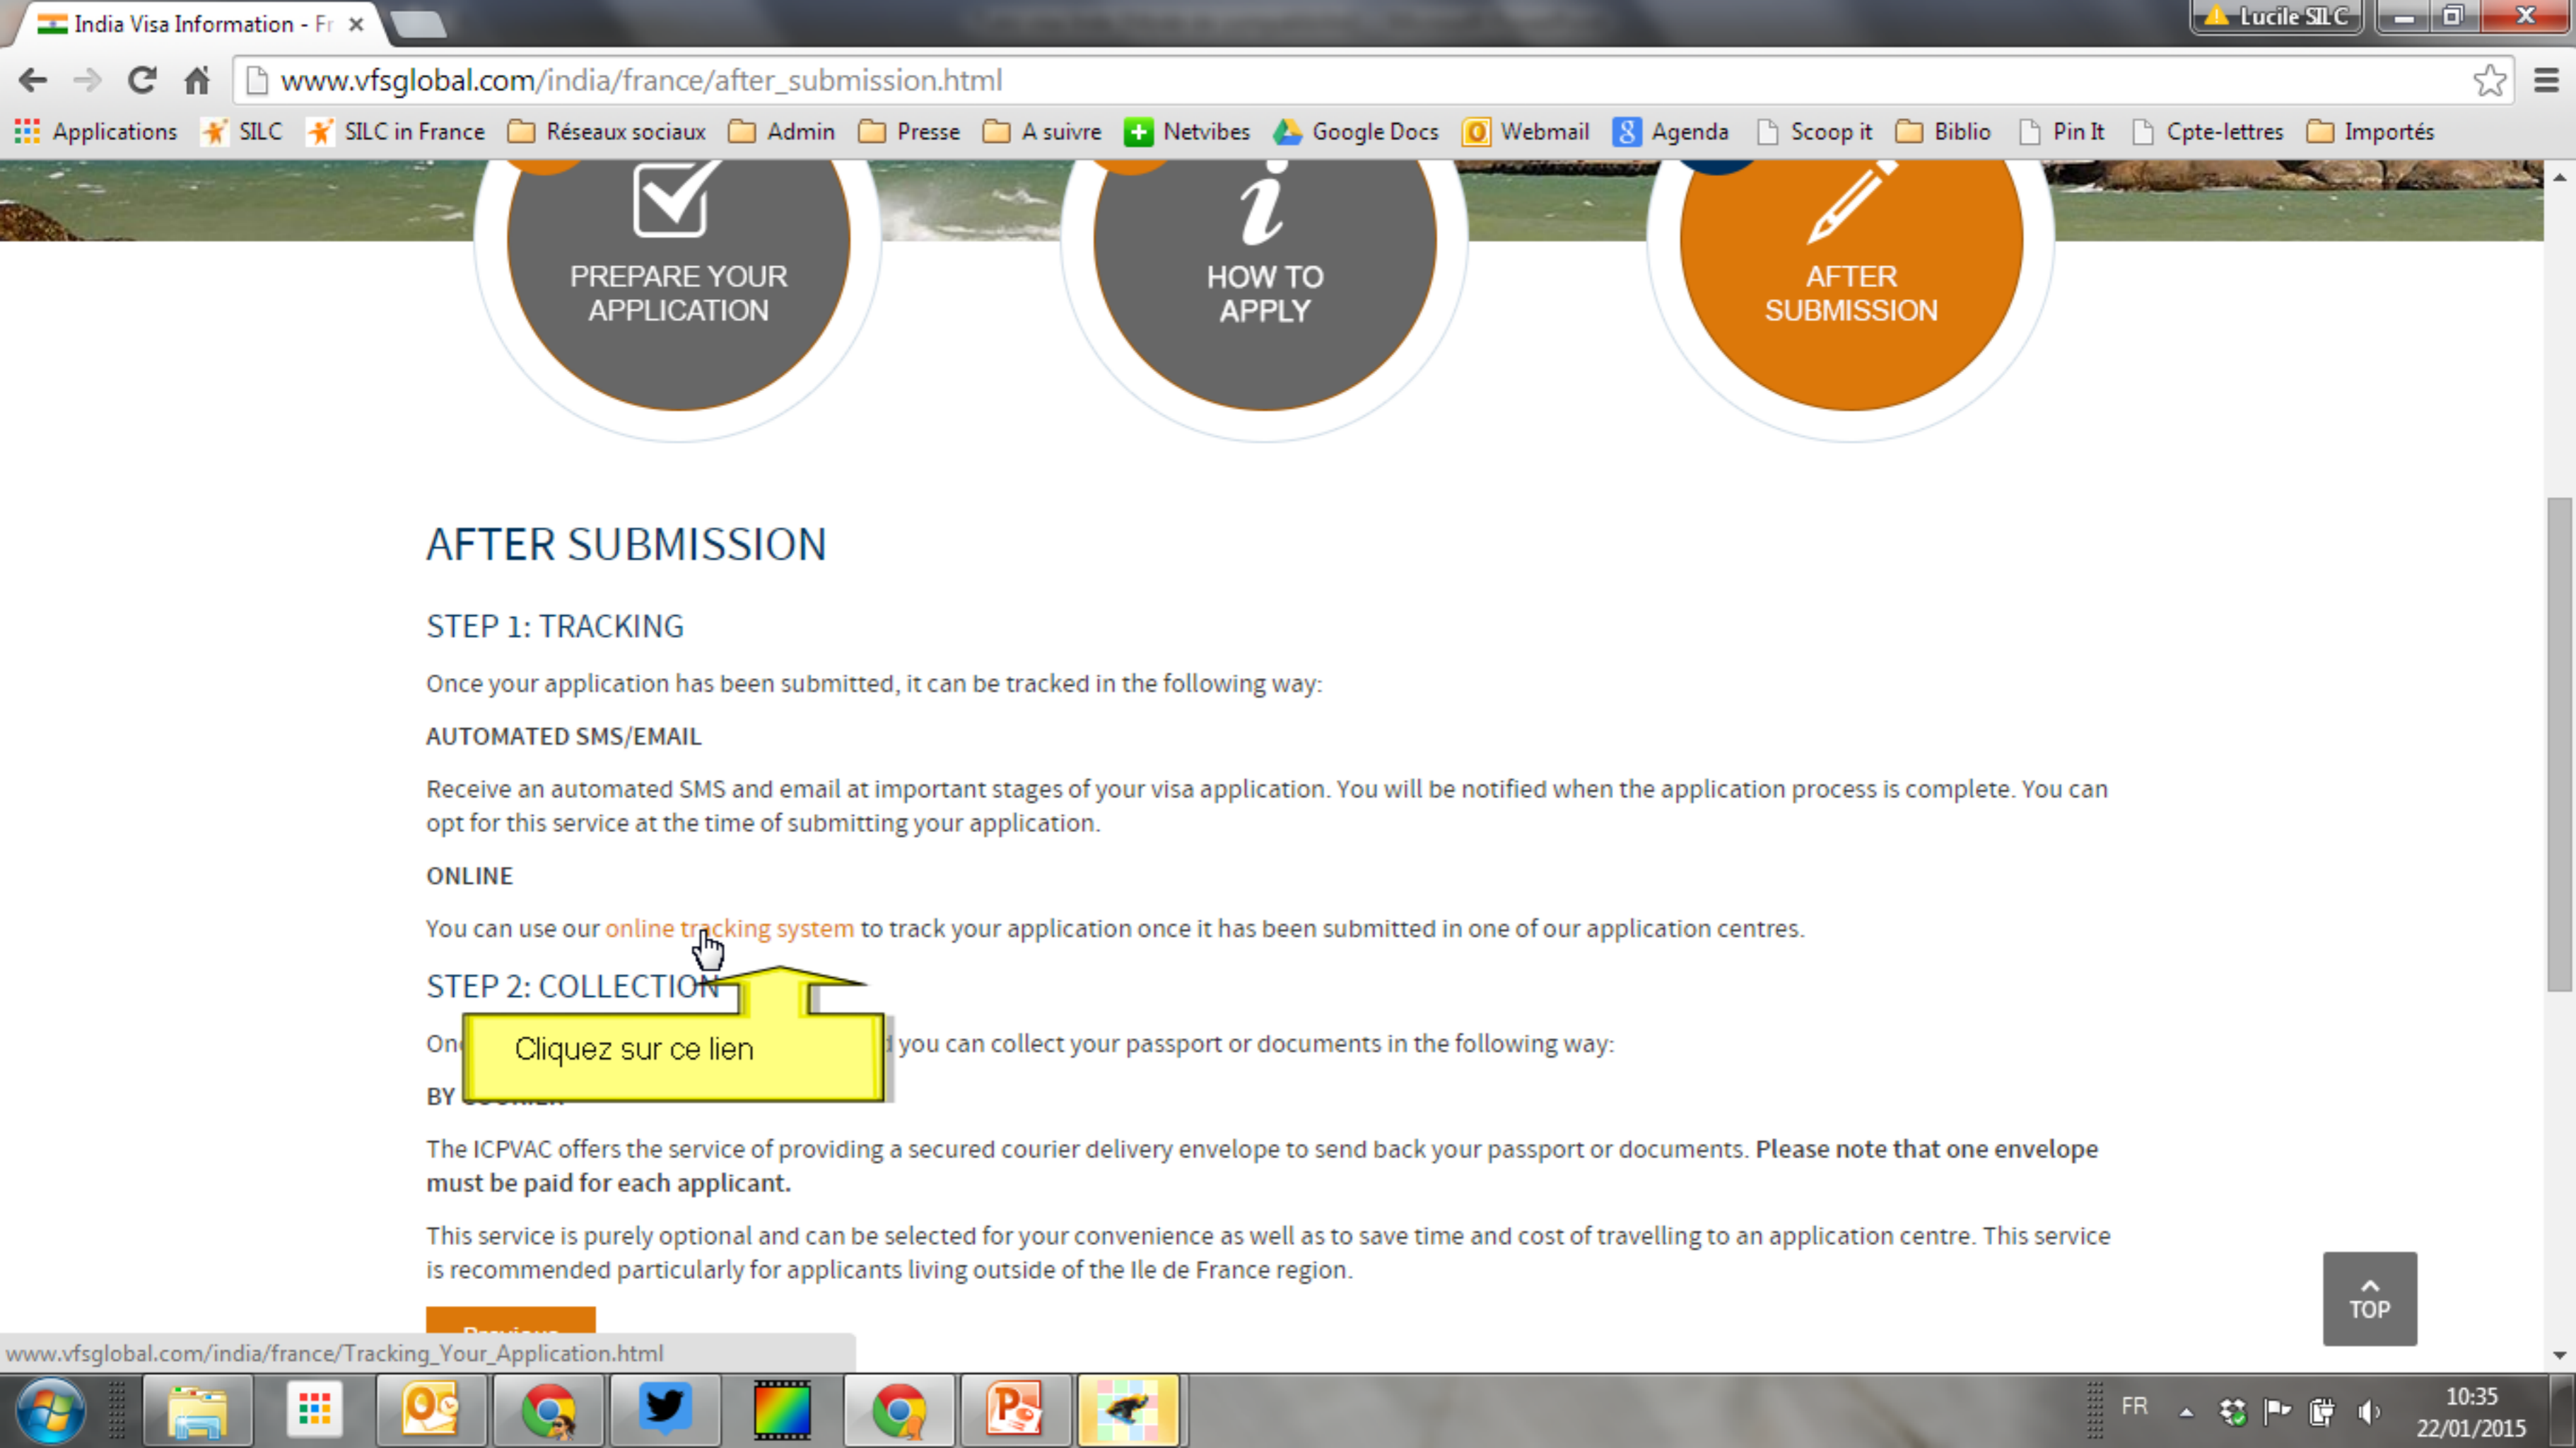 India Visa Information - Fr
Lucile SILC
www.vfsglobal.com/india/france/after_submission.html
Applications SILC SILC in France Réseaux sociaux Admin Presse A suivre Netvibes Google Docs Webmail Agenda Scoop it Biblio Pin It Cpte-lettres Importés
PREPARE YOUR
APPLICATION
HOW TO
APPLY
AFTER
SUBMISSION
AFTER SUBMISSION
STEP 1: TRACKING
Once your application has been submitted, it can be tracked in the following way:
AUTOMATED SMS/EMAIL
Receive an automated SMS and email at important stages of your visa application. You will be notified when the application process is complete. You can
opt for this service at the time of submitting your application.
ONLINE
You can use our online tracking system to track your application once it has been submitted in one of our application centres.
STEP 2: COLLECTION
you can collect your passport or documents in the following way:
Cliquez sur ce lien
BY
The ICPVAC offers the service of providing a secured courier delivery envelope to send back your passport or documents. Please note that one envelope
must be paid for each applicant.
This service is purely optional and can be selected for your convenience as well as to save time and cost of travelling to an application centre. This service
is recommended particularly for applicants living outside of the Ile de France region.
TOP
www.vfsglobal.com/india/france/Tracking_Your_Application.html
FR
10:35
22/01/2015